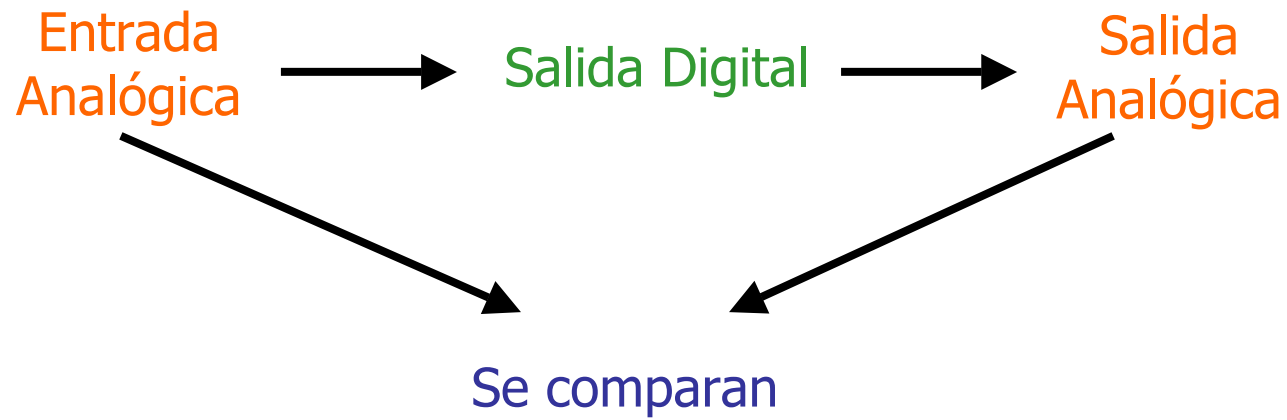 Entrada
Analógica
Salida Digital
Salida
Analógica
Se comparan